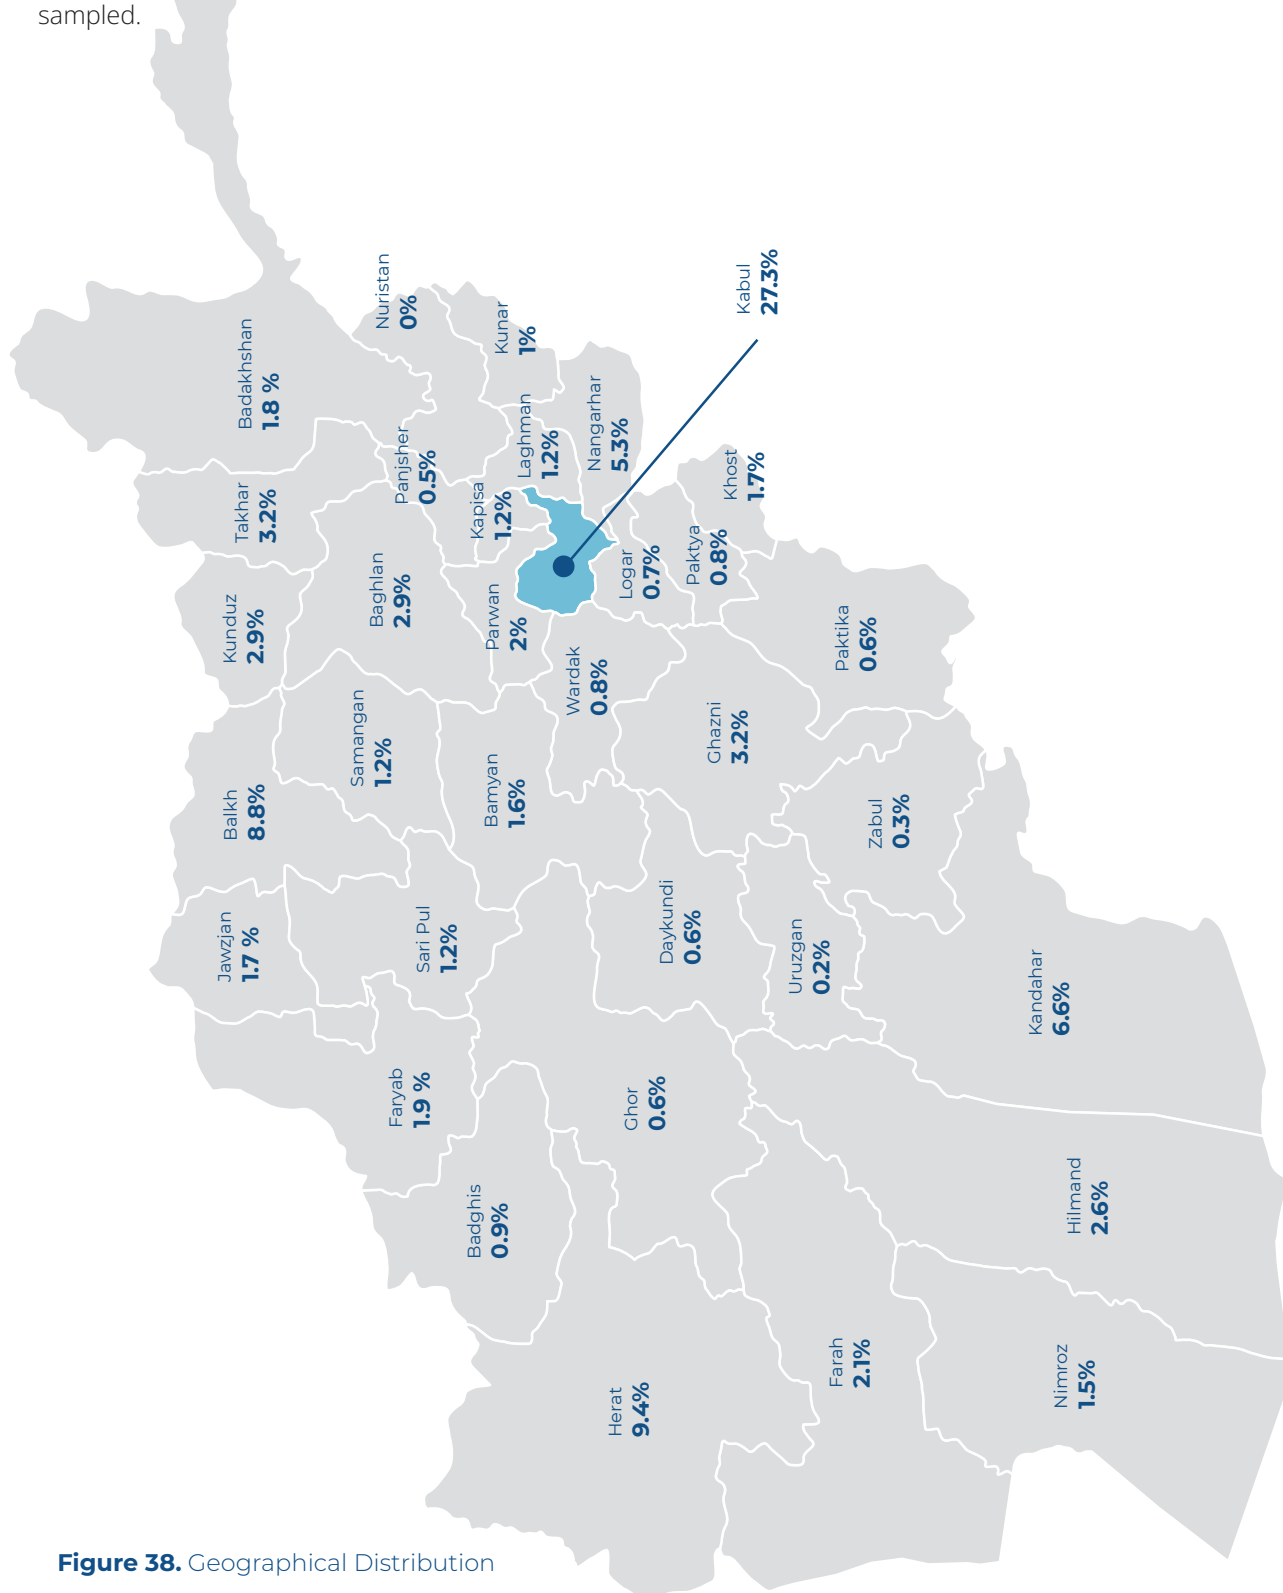 sampled.
Badakhshan
1.8 %
Nuristan
0%
Kunar
1%
Kabul
27.3%
Takhar
3.2%
Panjsher
0.5%
Laghman
1.2%
Nangarhar
5.3%
Kapisa
1.2%
Khost
1.7%
Kunduz
2.9%
Baghlan
2.9%
Parwan
2%
Logar
0.7%
Paktya
0.8%
Wardak
0.8%
Paktika
0.6%
Ghazni
3.2%
Balkh
8.8%
Samangan
1.2%
Bamyan
1.6%
Zabul
0.3%
Jawzjan
1.7 %
Sari Pul
1.2%
Daykundi
0.6%
Uruzgan
0.2%
Kandahar
6.6%
Faryab
1.9 %
Ghor
0.6%
Badghis
0.9%
Hilmand
2.6%
Herat
9.4%
Farah
2.1%
Nimroz
1.5%
Figure 38. Geographical Distribution